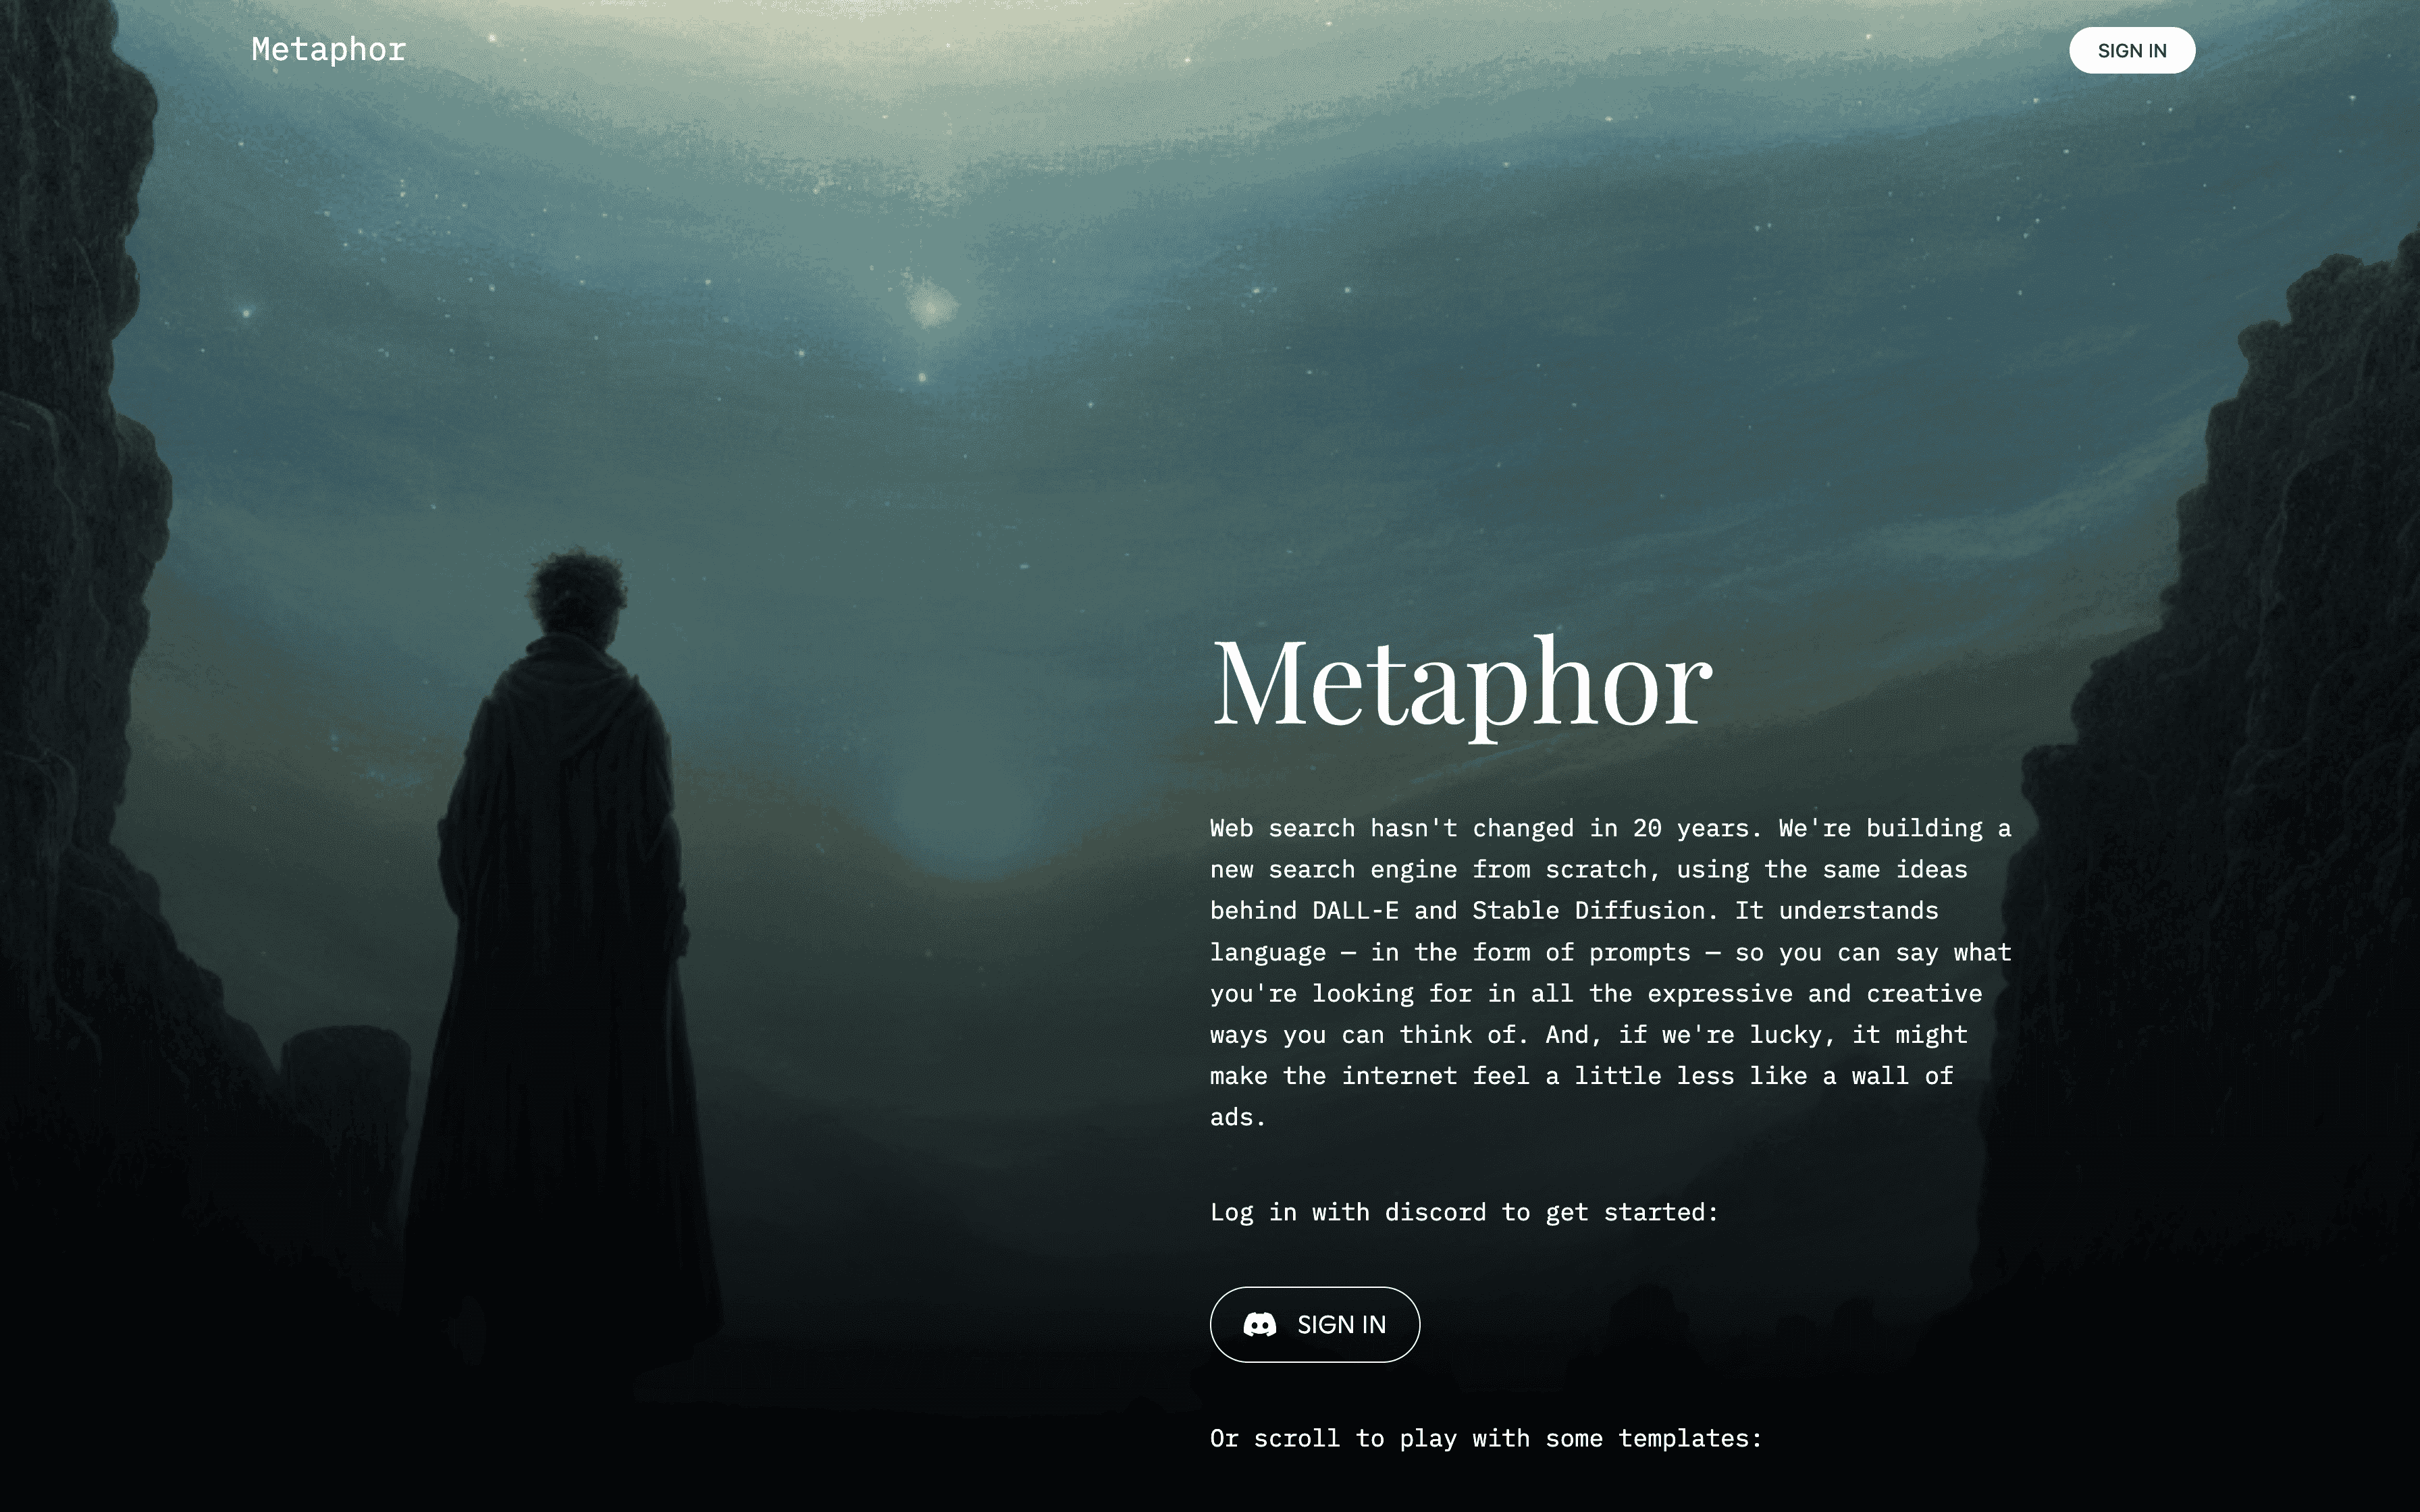 Metaphor
SIGN IN
Metaphor
Web search hasn't changed in 20 years. We're building a
new search engine from scratch, using the same ideas
behind DALL-E and Stable Diffusion. It understands
language — in the form of prompts — so you can say what
you're looking for in all the expressive and creative
ways you can think of. And, if we're lucky, it might
make the internet feel a little less like a wall of
ads.
Log in with discord to get started:
SIGN IN
Or scroll to play with some templates: